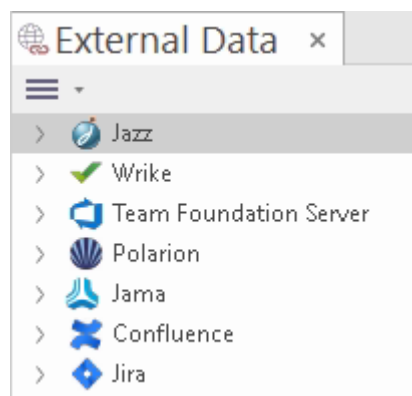 External Data
Jazz
Wrike
Team Foundation Server
Polarion
Jama
Confluence
Jira